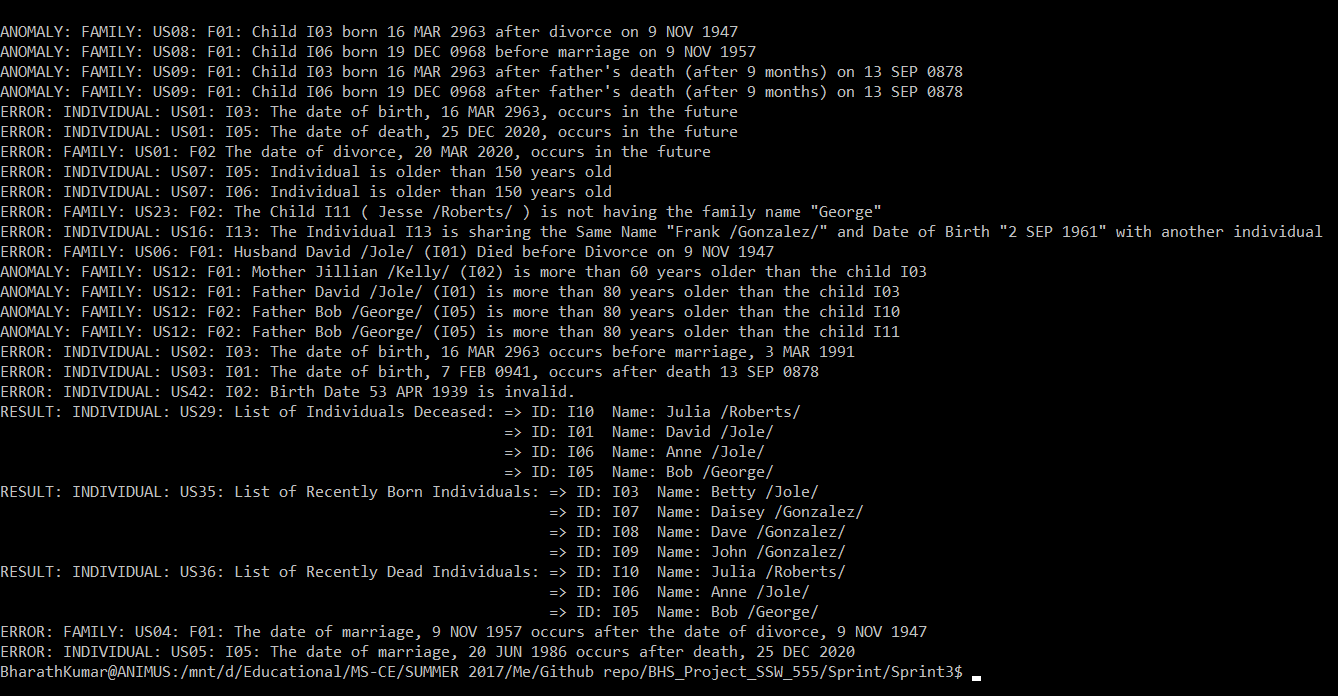 ANOMALY: FAMILY: US08: F01: Child I03 born 16 MAR 2963 after divorce on 9 NOV 1947
ANOMALY: FAMILY: US08: F01: Child I06 born 19 DEC 0968 before marriage on 9 NOV 1957
ANOMALY: FAMILY: US09: F01: Child I03 born 16 MAR 2963 after father's death (after 9 months) on 13 SEP 0878
ANOMALY: FAMILY: US09: F01: Child I06 born 19 DEC 0968 after father's death (after 9 months) on 13 SEP 0878
ERROR: INDIVIDUAL: US01: I03: The date of birth, 16 MAR 2963, occurs in the future
ERROR: INDIVIDUAL: US01: I05: The date of death, 25 DEC 2020, occurs in the future
ERROR: FAMILY: US01: F02 The date of divorce, 20 MAR 2020, occurs in the future
ERROR: INDIVIDUAL: US07: I05: Individual is older than 150 years old
ERROR: INDIVIDUAL: US07: I06: Individual is older than 150 years old
ERROR: FAMILY: US23: F02: The Child I11 ( Jesse /Roberts/ ) is not having the family name "George"
ERROR: INDIVIDUAL: US16: I13: The Individual I13 is sharing the Same Name "Frank /Gonzalez/" and Date of Birth "2 SEP 1961" with another individual
ERROR: FAMILY: US06: F01: Husband David /Jole/ (I01) Died before Divorce on 9 NOV 1947
ANOMALY: FAMILY: US12: F01: Mother Jillian /Kelly/ (I02) is more than 60 years older than the child I03
ANOMALY: FAMILY: US12: F01: Father David /Jole/ (I01) is more than 80 years older than the child I03
ANOMALY: FAMILY: US12: F02: Father Bob /George/ (I05) is more than 80 years older than the child I10
ANOMALY: FAMILY: US12: F02: Father Bob /George/ (I05) is more than 80 years older than the child I11
ERROR: INDIVIDUAL: US02: I03: The date of birth, 16 MAR 2963 occurs before marriage, 3 MAR 1991
ERROR: INDIVIDUAL: US03: I01: The date of birth, 7 FEB 0941, occurs after death 13 SEP 0878
ERROR: INDIVIDUAL: US42: I02: Birth Date 53 APR 1939 is invalid.
RESULT: INDIVIDUAL: US29: List of Individuals Deceased: => ID: I10  Name: Julia /Roberts/
=> ID: I01  Name: David /Jole/
=> ID: I06  Name: Anne /Jole/
=> ID: I05  Name: Bob /George/
RESULT: INDIVIDUAL: US35: List of Recently Born Individuals: => ID: I03  Name: Betty /Jole/
=> ID: I07  Name: Daisey /Gonzalez/
=> ID: I08  Name: Dave /Gonzalez/
=> ID: I09  Name: John /Gonzalez/
RESULT: INDIVIDUAL: US36: List of Recently Dead Individuals: => ID: I10  Name: Julia /Roberts/
=> ID: I06  Name: Anne /Jole/
=> ID: I05  Name: Bob /George/
ERROR: FAMILY: US04: F01: The date of marriage, 9 NOV 1957 occurs after the date of divorce, 9 NOV 1947
ERROR: INDIVIDUAL: US05: I05: The date of marriage, 20 JUN 1986 occurs after death, 25 DEC 2020
BharathKumar@ANIMUS:/mnt/d/Educational/MS-CE/SUMMER 2017/Me/Github repo/BHS_Project_SSW_555/Sprint/Sprint3$